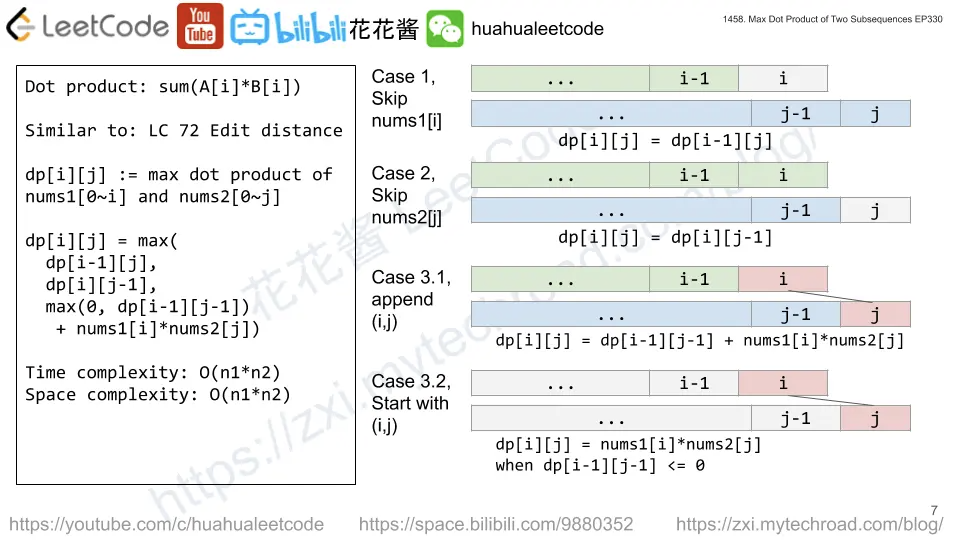 LeetCode
You
Tube
bilibili
花花酱
huahualeetcode
1458. Max Dot Product of Two Subsequences EP330
Dot product: sum(A[i]*B[i])
Similar to: LC 72 Edit distance
dp[i][j] := max dot product of
nums1[0~i] and nums2[0~j]
dp[i][j] = max(
dp[i-1][j],
dp[i][j-1],
max(0, dp[i-1][j-1])
+ nums1[i]*nums2[j])
Time complexity: O(n1*n2)
Space complexity: O(n1*n2)
Case 1,
Skip
nums1[i]
... i-1 i
... j-1 j
dp[i][j] = dp[i-1][j]
Case 2,
Skip
nums2[j]
... i-1 i
... j-1 j
dp[i][j] = dp[i][j-1]
Case 3.1,
append
(i,j)
... i-1 i
... j-1 j
dp[i][j] = dp[i-1][j-1] + nums1[i]*nums2[j]
Case 3.2,
Start with
(i,j)
... i-1 i
... j-1 j
dp[i][j] = nums1[i]*nums2[j]
when dp[i-1][j-1] <= 0
花花酱 LeetCode
https://zxi.mytechroad.com/blog/
7
https://youtube.com/c/huahualeetcode
https://space.bilibili.com/9880352
https://zxi.mytechroad.com/blog/